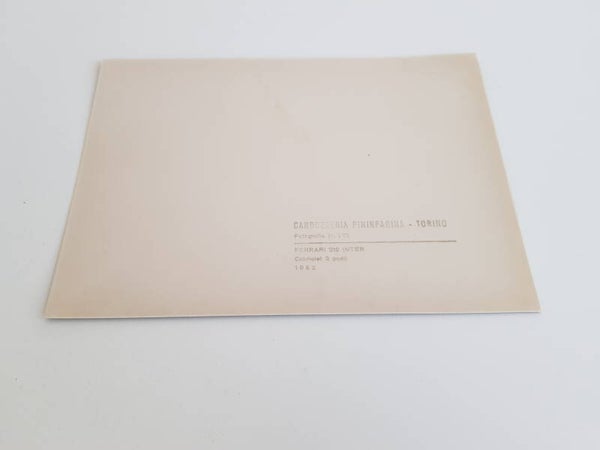 CARROZZERIA PININFARINA - TORINO
Fotografia N.
FERRARI 212 INTER
Cabriolet 2 posti
1952